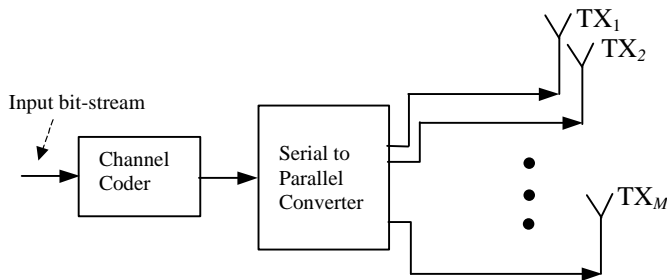 Input bit-stream
Channel
Coder
Serial to
Parallel
Converter
TX1
TX2
TXM